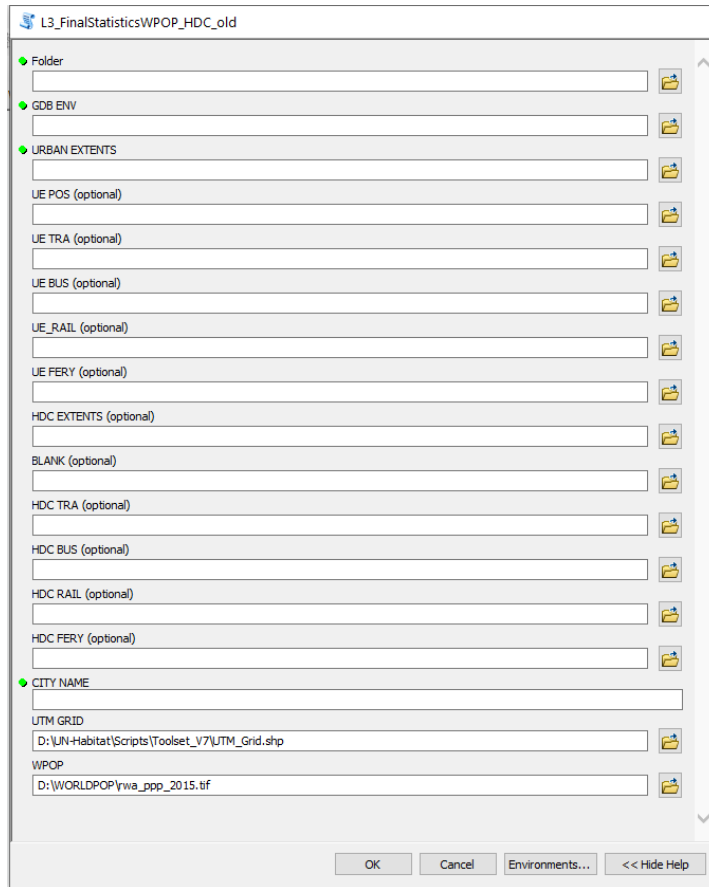 L3_FinalStatisticsWPOP_HDC_old
Folder
GDB ENV
URBAN EXTENTS
UE POS (optional)
UE TRA (optional)
UE BUS (optional)
UE_RAIL (optional)
UE FERY (optional)
HDC EXTENTS (optional)
BLANK (optional)
HDC TRA (optional)
HDC BUS (optional)
HDC RAIL (optional)
HDC FERY (optional)
CITY NAME
UTM GRID
D:\UN-Habitat\Scripts\Toolset_V7\UTM_Grid.shp
WPOP
D:\WORLDPOP\rwa_ppp_2015.tif
OK Cancel Environments... << Hide Help